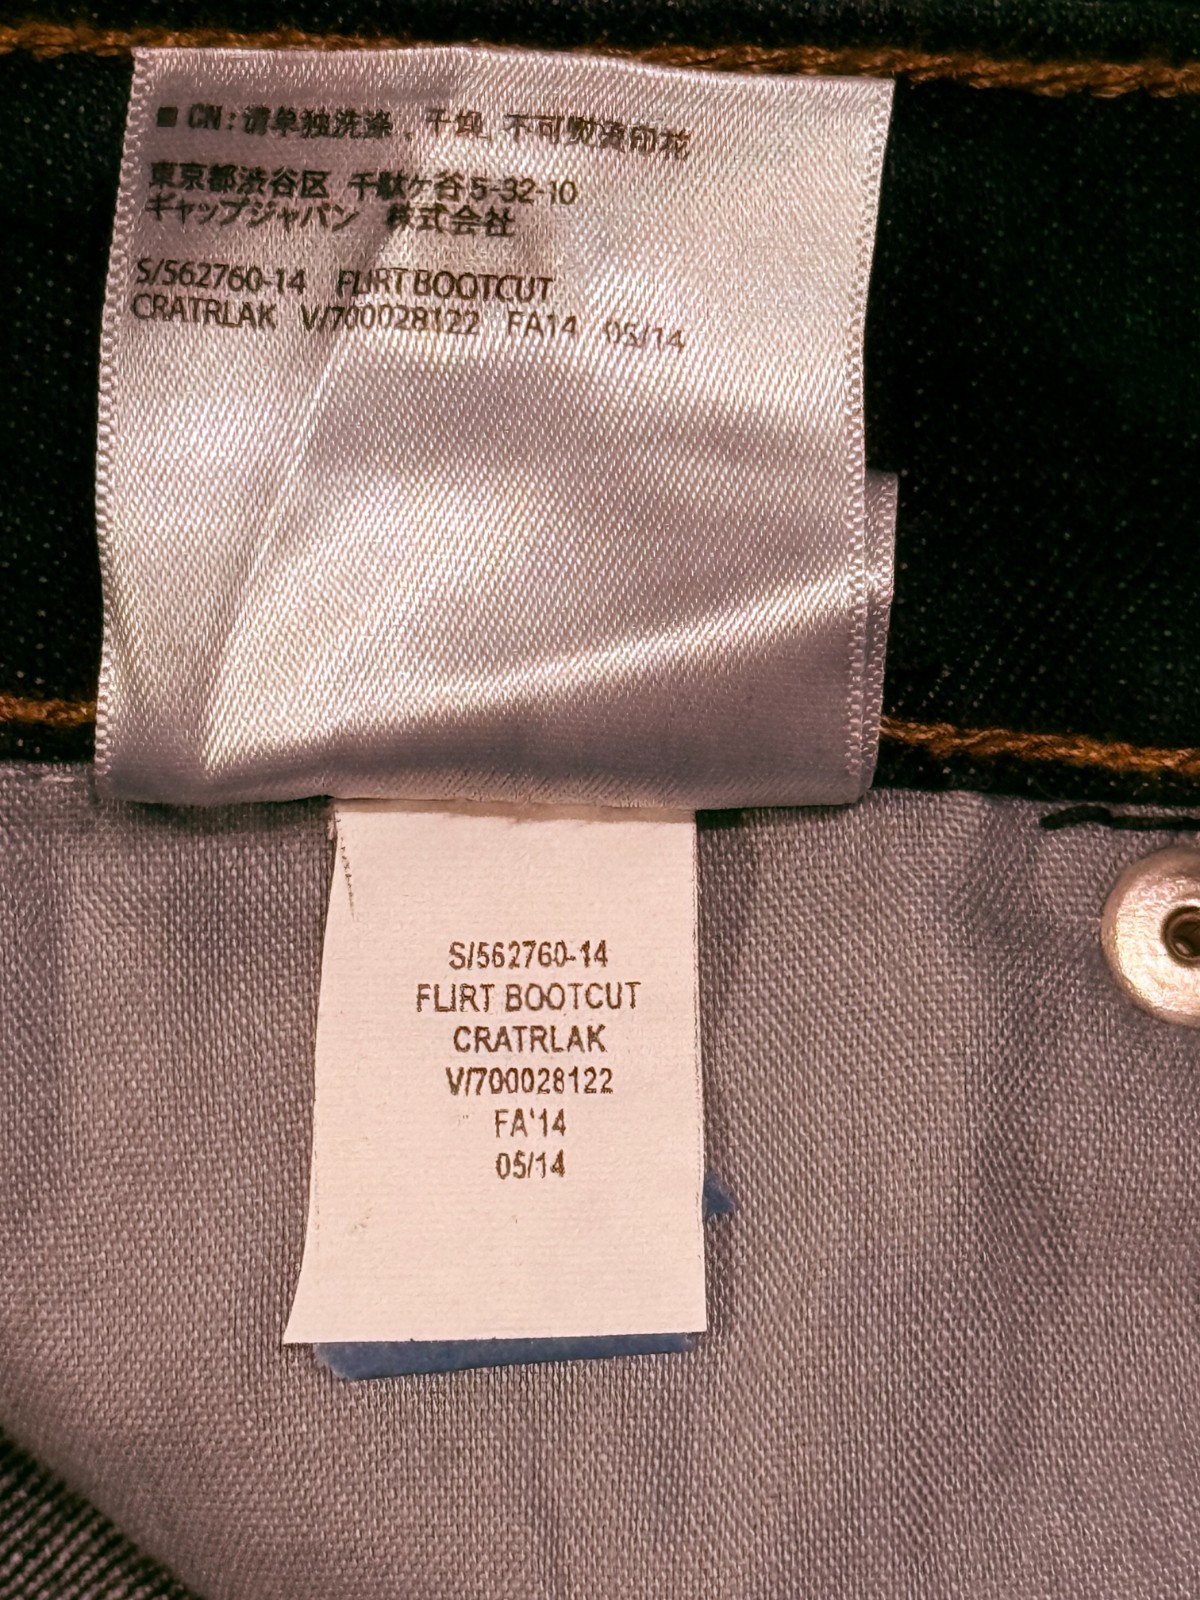 ■ CN: 请单独洗涤, 干燥, 不可熨烫印花
東京都渋谷区 千駄ヶ谷5-32-10
ギャップジャパン 株式会社
S/562760-14 FLIRT BOOTCUT
CRATRLAK V/700028122 FA14 05/14
S/562760-14
FLIRT BOOTCUT
CRATRLAK
V/700028122
FA'14
05/14